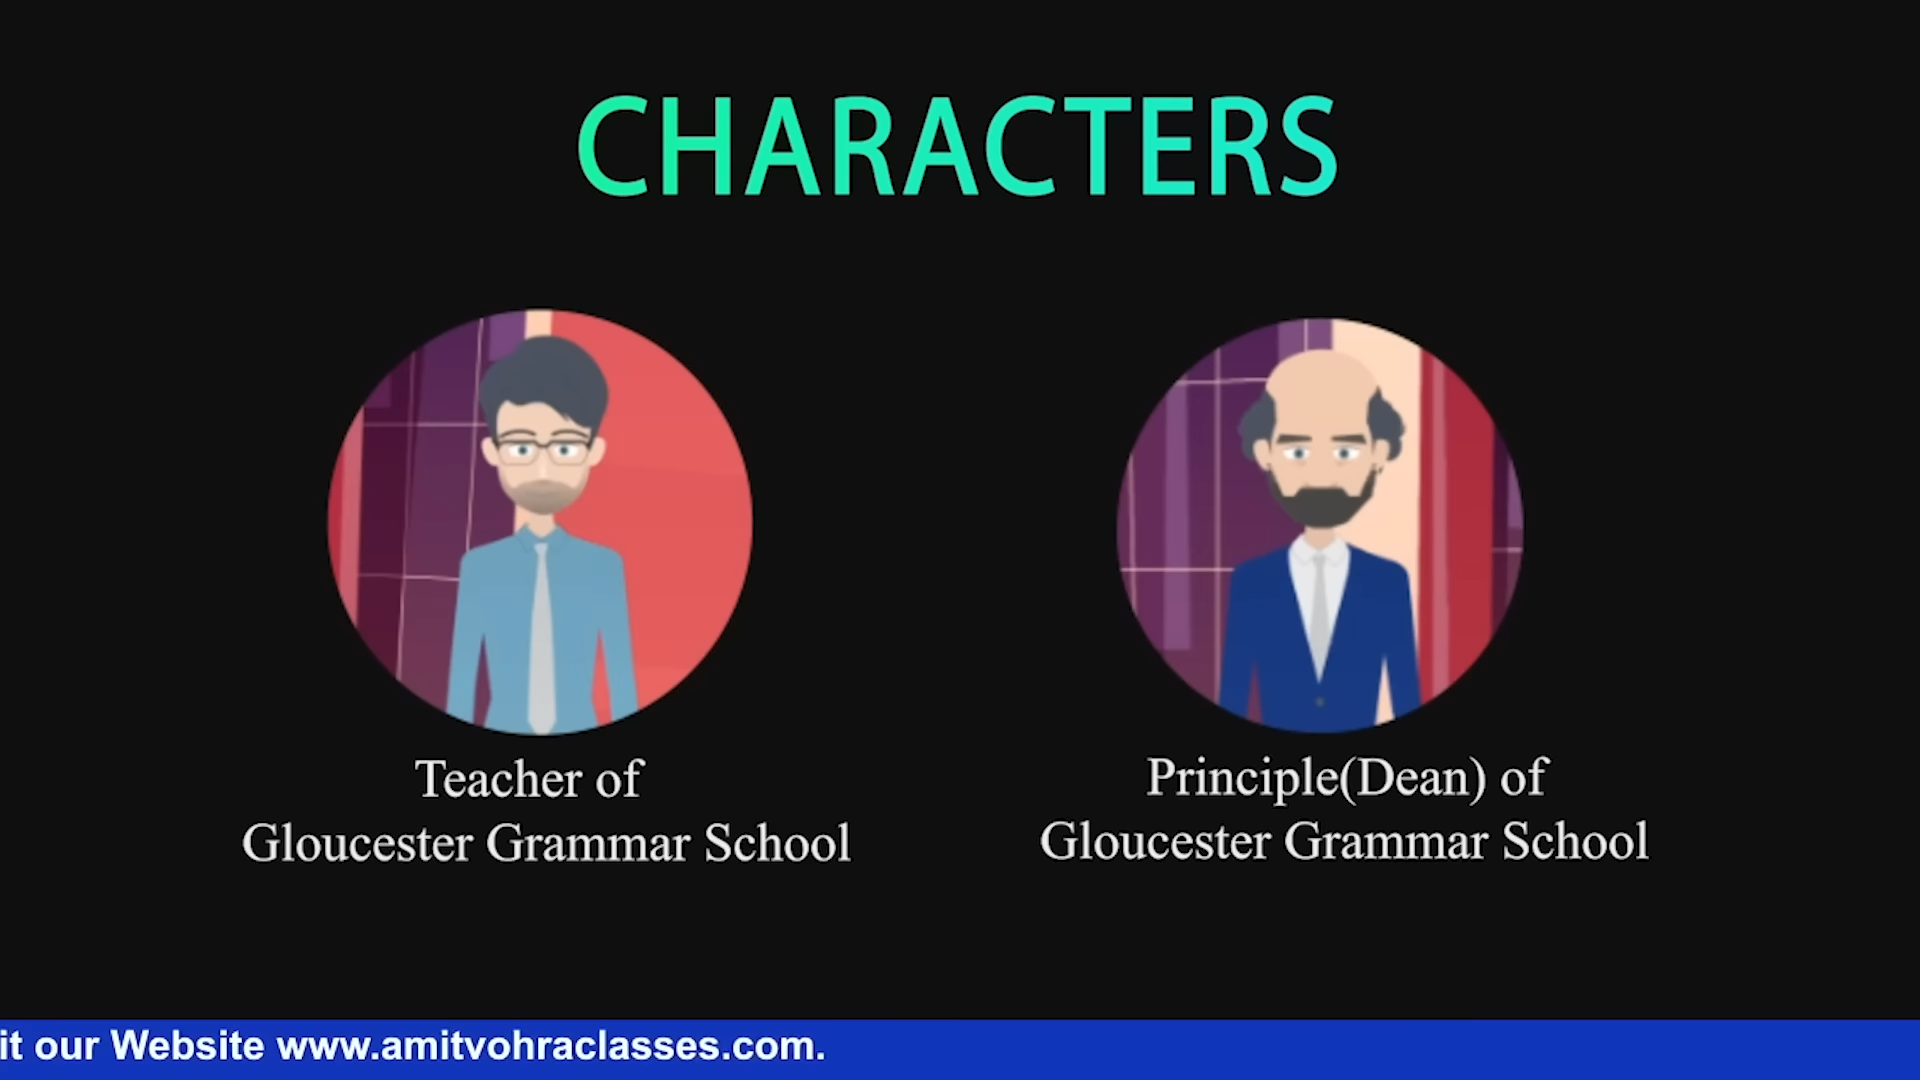 CHARACTERS
Teacher of
Gloucester Grammar School
Principle(Dean) of
Gloucester Grammar School
it our Website www.amitvohraclasses.com.